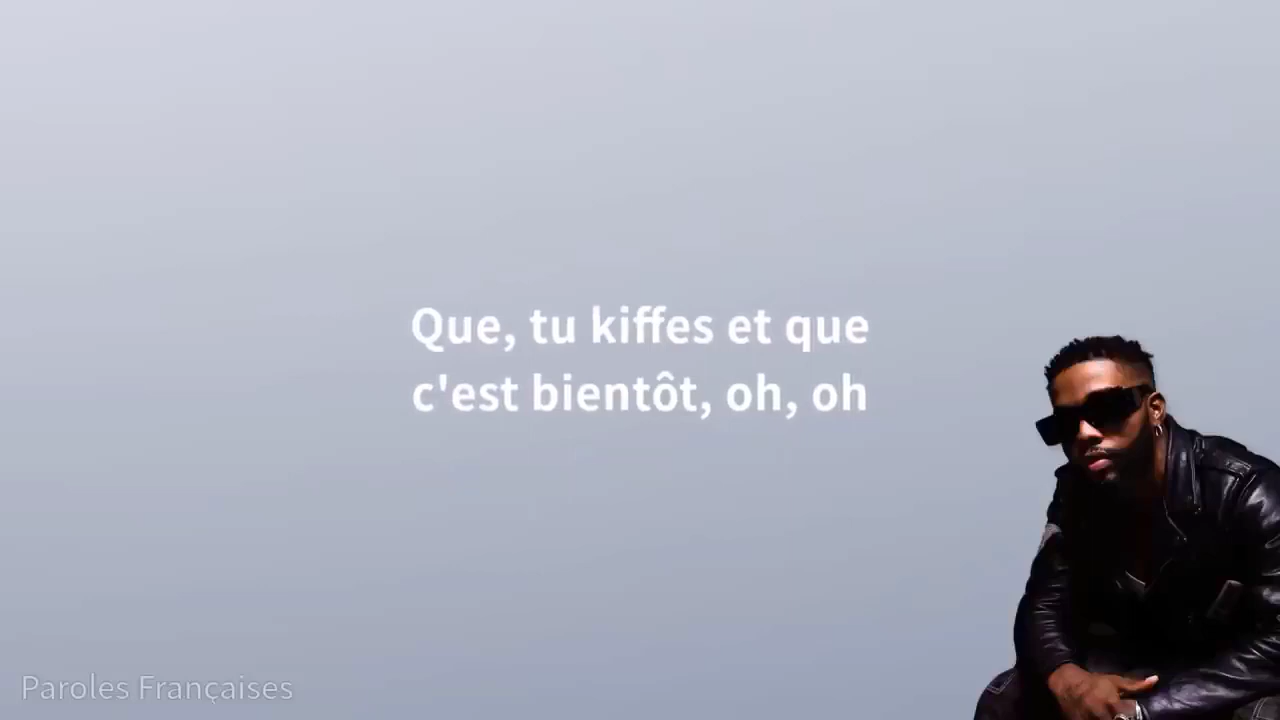 Que, tu kiffes et que
c'est bientôt, oh, oh
Paroles Françaises